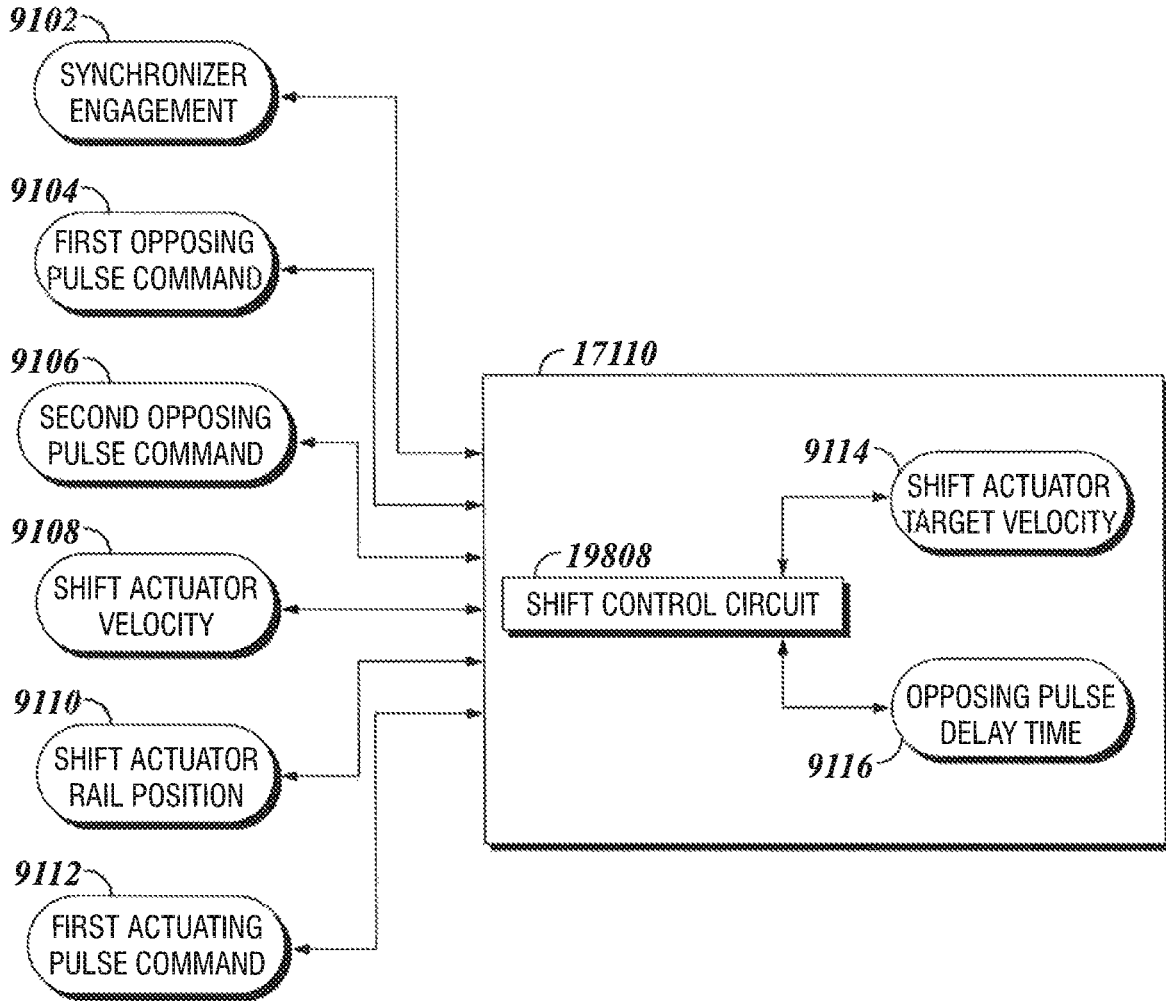 9102
SYNCHRONIZER
ENGAGEMENT
9104
FIRST OPPOSING
PULSE COMMAND
9106
SECOND OPPOSING
PULSE COMMAND
9108
SHIFT ACTUATOR
VELOCITY
9110
SHIFT ACTUATOR
RAIL POSITION
9112
FIRST ACTUATING
PULSE COMMAND
17110
9114
SHIFT ACTUATOR
TARGET VELOCITY
19808
SHIFT CONTROL CIRCUIT
OPPOSING PULSE
DELAY TIME
9116